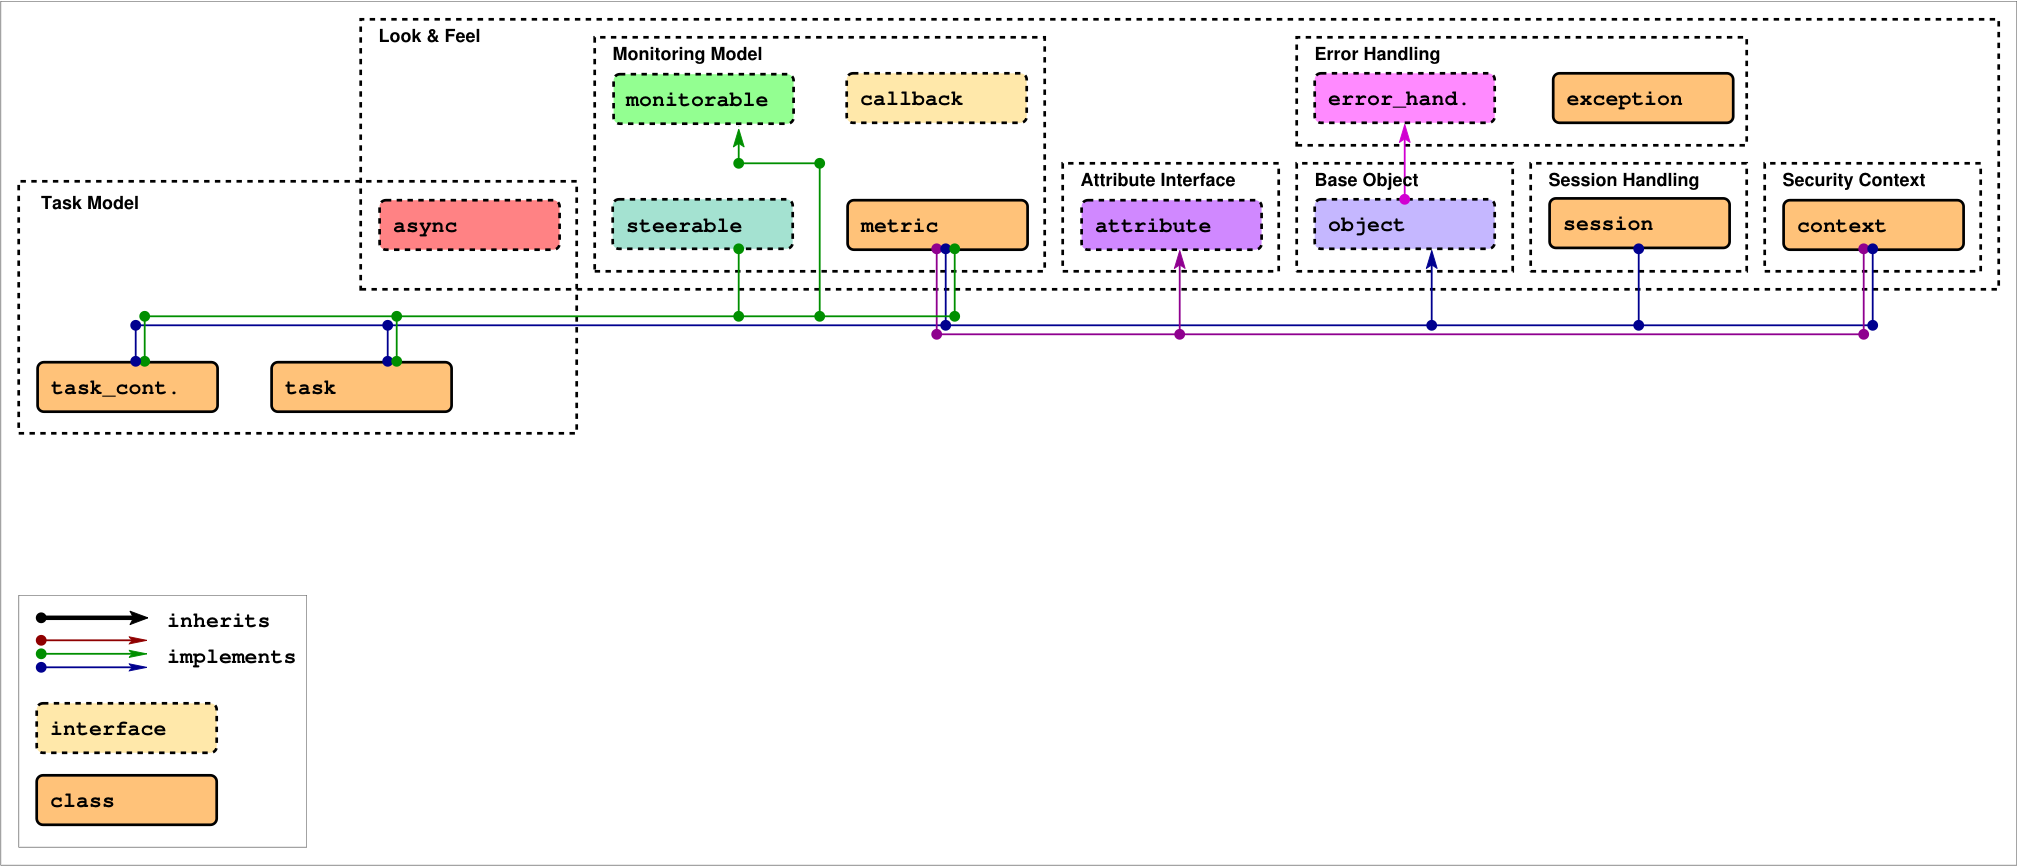 Look & Feel
Monitoring Model
Error Handling
monitorable
callback
error_hand.
exception
Task Model
Attribute Interface
Base Object
Session Handling
Security Context
async
steerable
metric
attribute
object
session
context
task_cont.
task
inherits
implements
interface
class